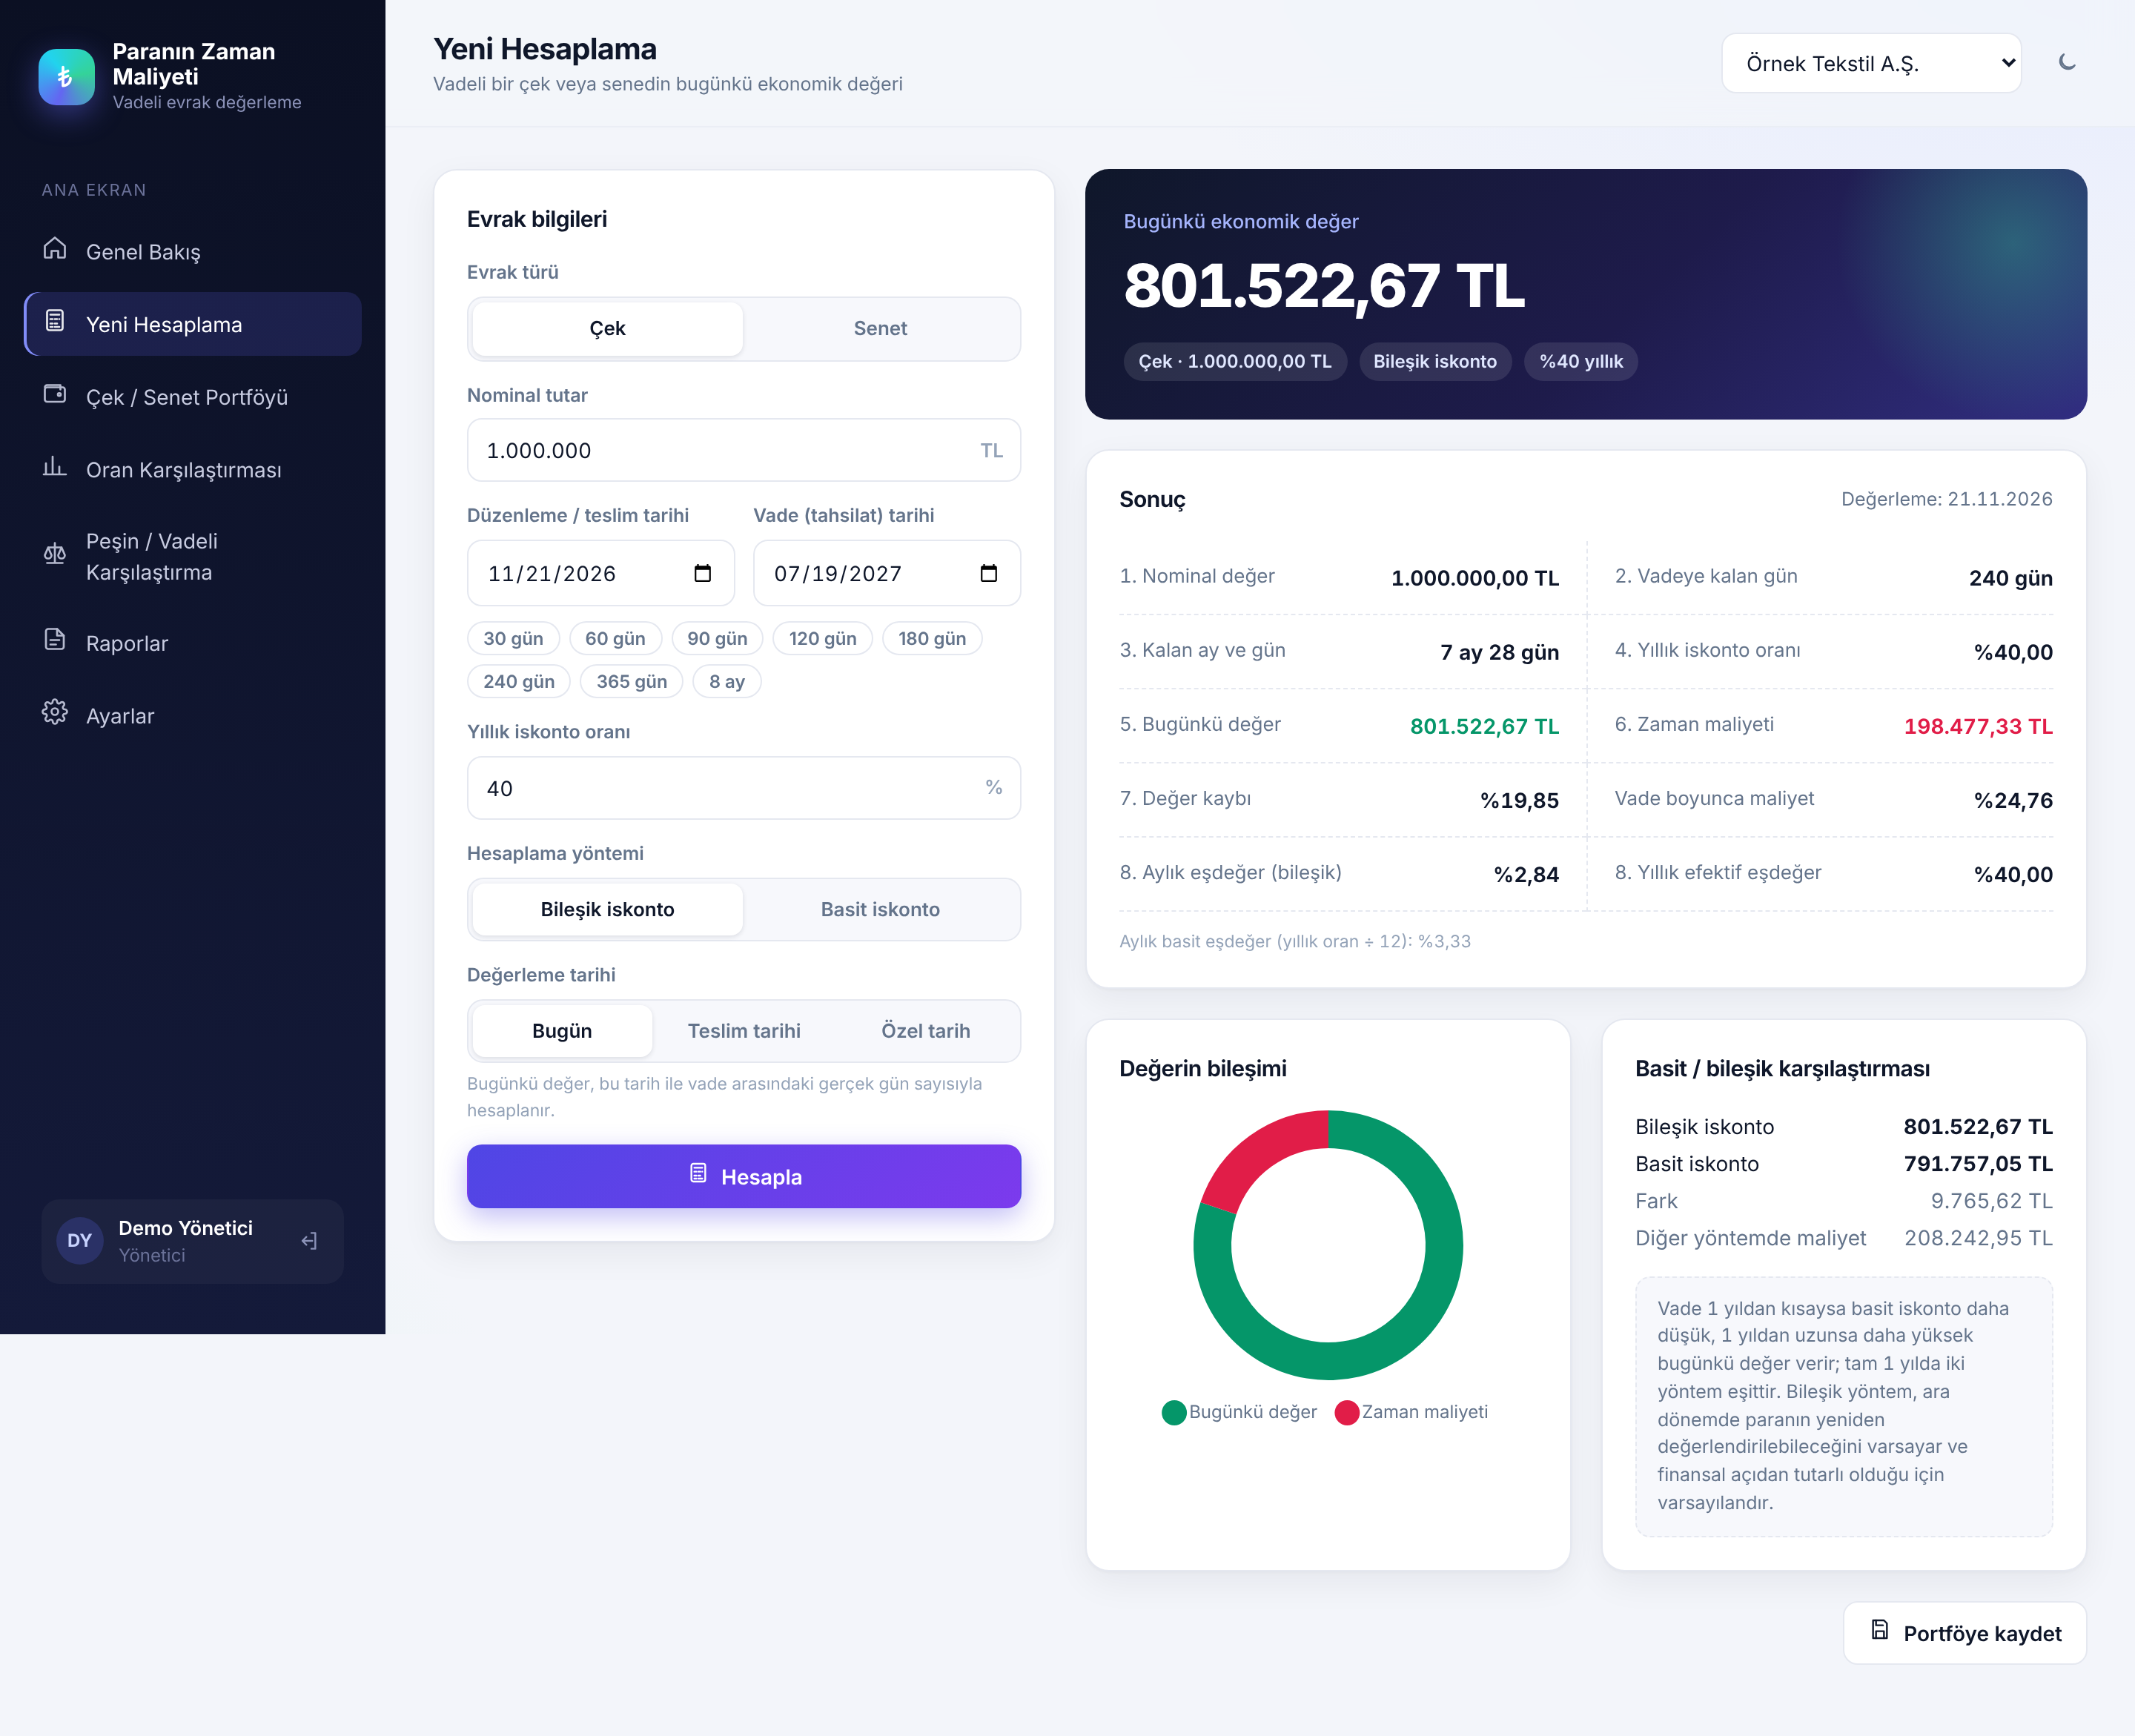 ₺
Paranın Zaman
Maliyeti
Vadeli evrak değerleme
ANA EKRAN
Genel Bakış
Yeni Hesaplama
Çek / Senet Portföyü
Oran Karşılaştırması
Peşin / Vadeli
Karşılaştırma
Raporlar
Ayarlar
DY
Demo Yönetici
Yönetici
Yeni Hesaplama
Vadeli bir çek veya senedin bugünkü ekonomik değeri
Örnek Tekstil A.Ş.
Evrak bilgileri
Evrak türü
Çek Senet
Nominal tutar
1.000.000 TL
Düzenleme / teslim tarihi Vade (tahsilat) tarihi
11/21/2026 07/19/2027
30 gün 60 gün 90 gün 120 gün 180 gün
240 gün 365 gün 8 ay
Yıllık iskonto oranı
40 %
Hesaplama yöntemi
Bileşik iskonto Basit iskonto
Değerleme tarihi
Bugün Teslim tarihi Özel tarih
Bugünkü değer, bu tarih ile vade arasındaki gerçek gün sayısıyla
hesaplanır.
Hesapla
Bugünkü ekonomik değer
801.522,67 TL
Çek · 1.000.000,00 TL Bileşik iskonto %40 yıllık
Sonuç Değerleme: 21.11.2026
1. Nominal değer 1.000.000,00 TL 2. Vadeye kalan gün 240 gün
3. Kalan ay ve gün 7 ay 28 gün 4. Yıllık iskonto oranı %40,00
5. Bugünkü değer 801.522,67 TL 6. Zaman maliyeti 198.477,33 TL
7. Değer kaybı %19,85 Vade boyunca maliyet %24,76
8. Aylık eşdeğer (bileşik) %2,84 8. Yıllık efektif eşdeğer %40,00
Aylık basit eşdeğer (yıllık oran ÷ 12): %3,33
Değerin bileşimi
Bugünkü değer Zaman maliyeti
Basit / bileşik karşılaştırması
Bileşik iskonto 801.522,67 TL
Basit iskonto 791.757,05 TL
Fark 9.765,62 TL
Diğer yöntemde maliyet 208.242,95 TL
Vade 1 yıldan kısaysa basit iskonto daha
düşük, 1 yıldan uzunsa daha yüksek
bugünkü değer verir; tam 1 yılda iki
yöntem eşittir. Bileşik yöntem, ara
dönemde paranın yeniden
değerlendirilebileceğini varsayar ve
finansal açıdan tutarlı olduğu için
varsayılandır.
Portföye kaydet